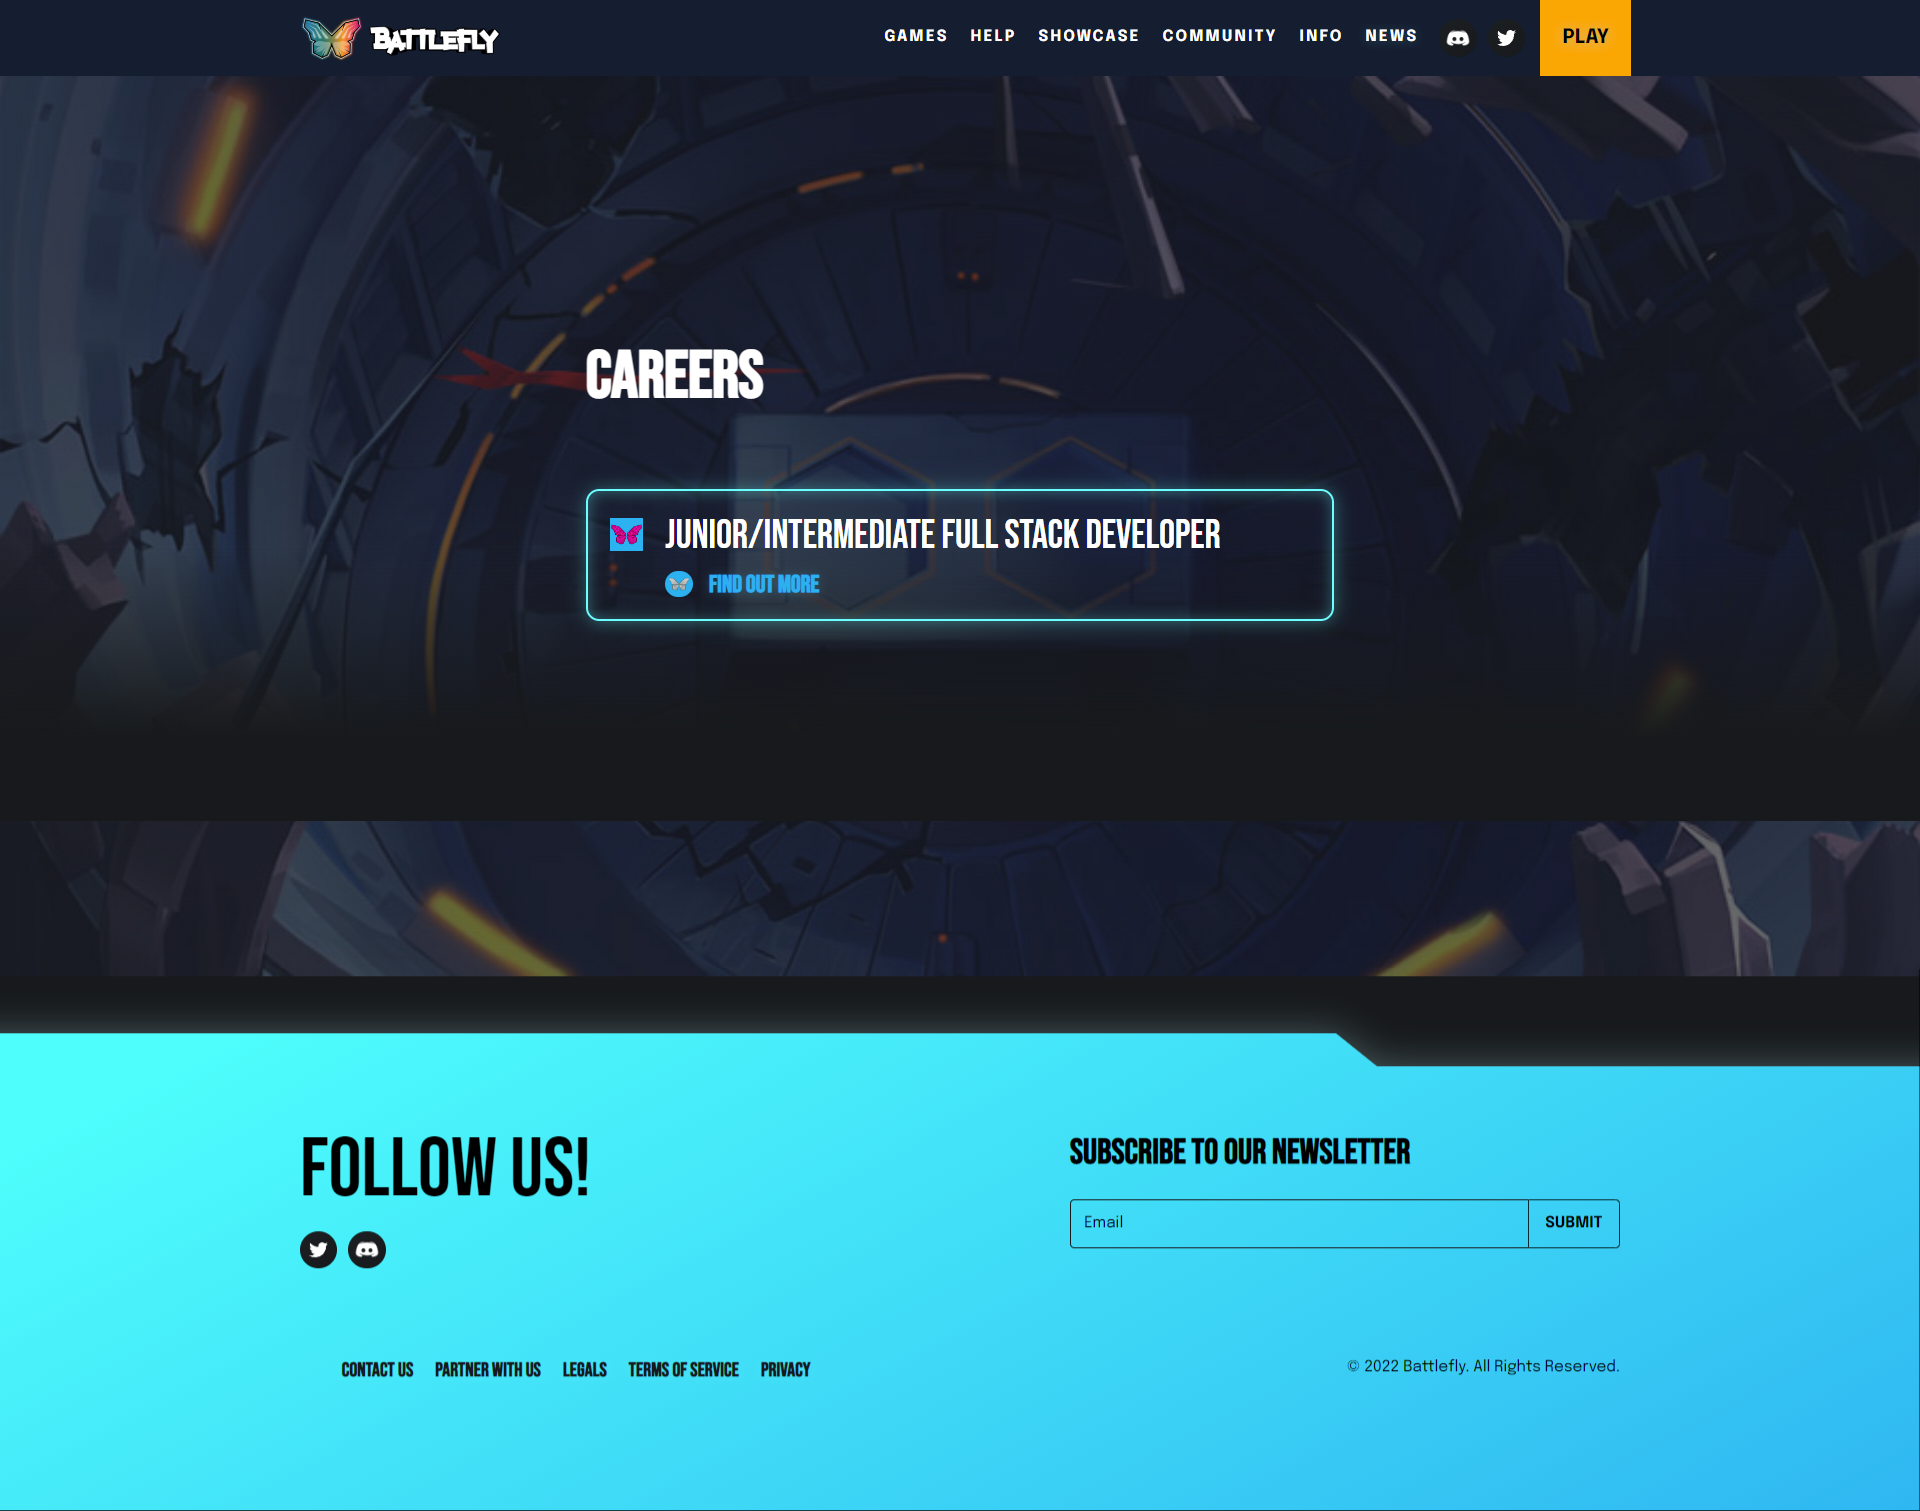 BATTLEFLY
GAMES HELP SHOWCASE COMMUNITY INFO NEWS PLAY
CAREERS
JUNIOR/INTERMEDIATE FULL STACK DEVELOPER
FIND OUT MORE
FOLLOW US!
SUBSCRIBE TO OUR NEWSLETTER
Email SUBMIT
CONTACT US PARTNER WITH US LEGALS TERMS OF SERVICE PRIVACY
© 2022 Battlefly. All Rights Reserved.